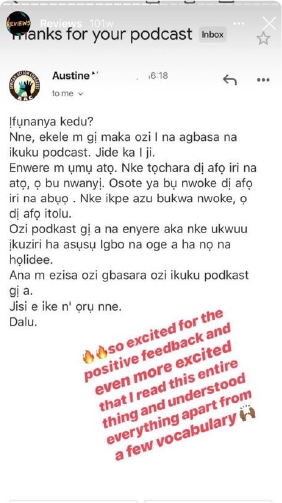 REVIEWS
Reviews 101w
Thanks for your podcast Inbox
Austine
6:18
to me
Ịfụnanya kedu?
Nne, ekele m gị maka ozi I na agbasa na
ikuku podcast. Jide ka I ji.
Enwere m ụmụ atọ. Nke tọchara dị afọ iri na
atọ, ọ bu nwanyị. Osote ya bụ nwoke dị afọ
iri na abụọ . Nke ikpe azu bukwa nwoke, ọ
dị afọ itolu.
Ozi podkast gị a na enyere aka nke ukwuu
ịkuziri ha asụsụ Igbo na oge a ha nọ na
họlidee.
Ana m ezisa ozi gbasara ozi ikuku podkast
gị a.
Jisi e ike n' ọrụ nne.
Dalu.
🔥🔥so excited for the
positive feedback and
even more excited
that I read this entire
thing and understood
everything apart from
a few vocabulary 🙌🏾